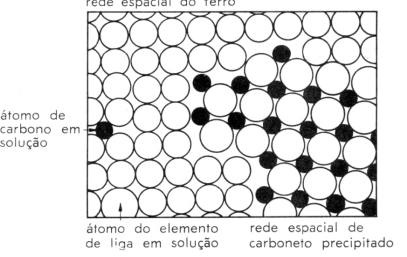 rede espacial do ferro
átomo de
carbono em
solução
átomo do elemento
de liga em solução
rede espacial de
carboneto precipitado